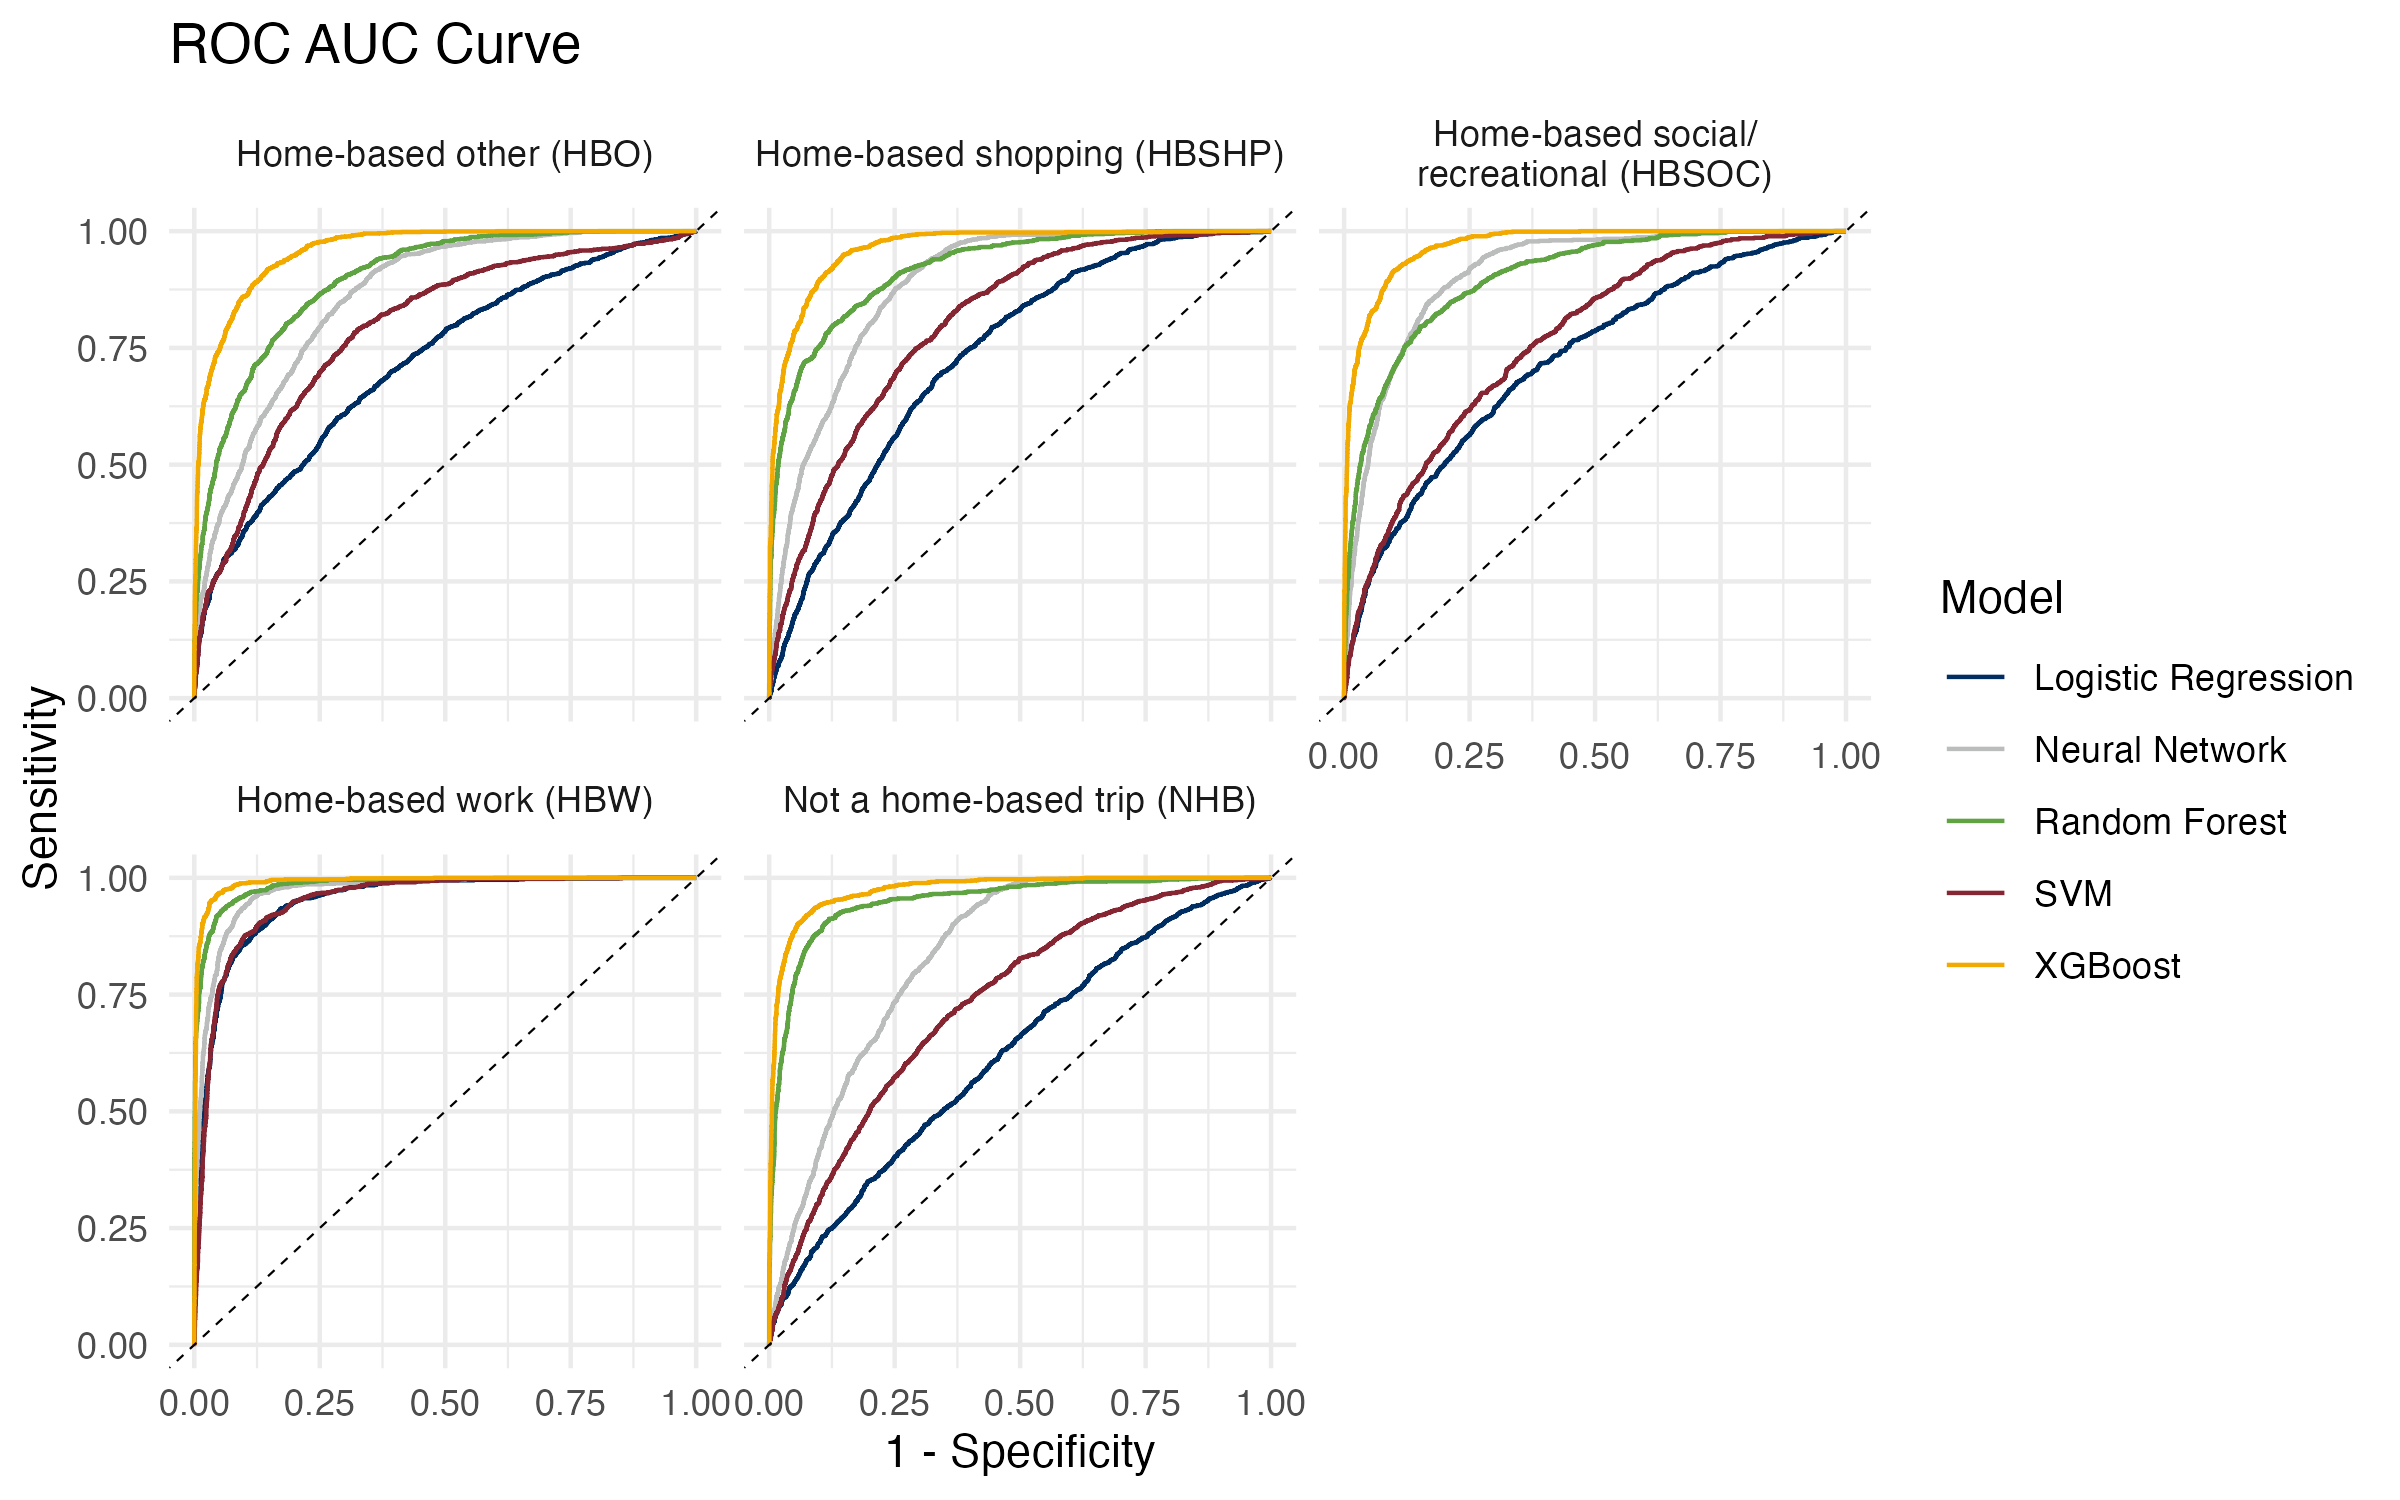 ROC AUC Curve
Home-based other (HBO)
Home-based shopping (HBSHP)
Home-based social/
recreational (HBSOC)
1.00
0.75
0.50
0.25
0.00
0.00 0.25 0.50 0.75 1.00
Home-based work (HBW)
Not a home-based trip (NHB)
1.00
0.75
0.50
0.25
0.00
0.00 0.25 0.50 0.75 1.00
0.00 0.25 0.50 0.75 1.00
Sensitivity
1 - Specificity
Model
Logistic Regression
Neural Network
Random Forest
SVM
XGBoost